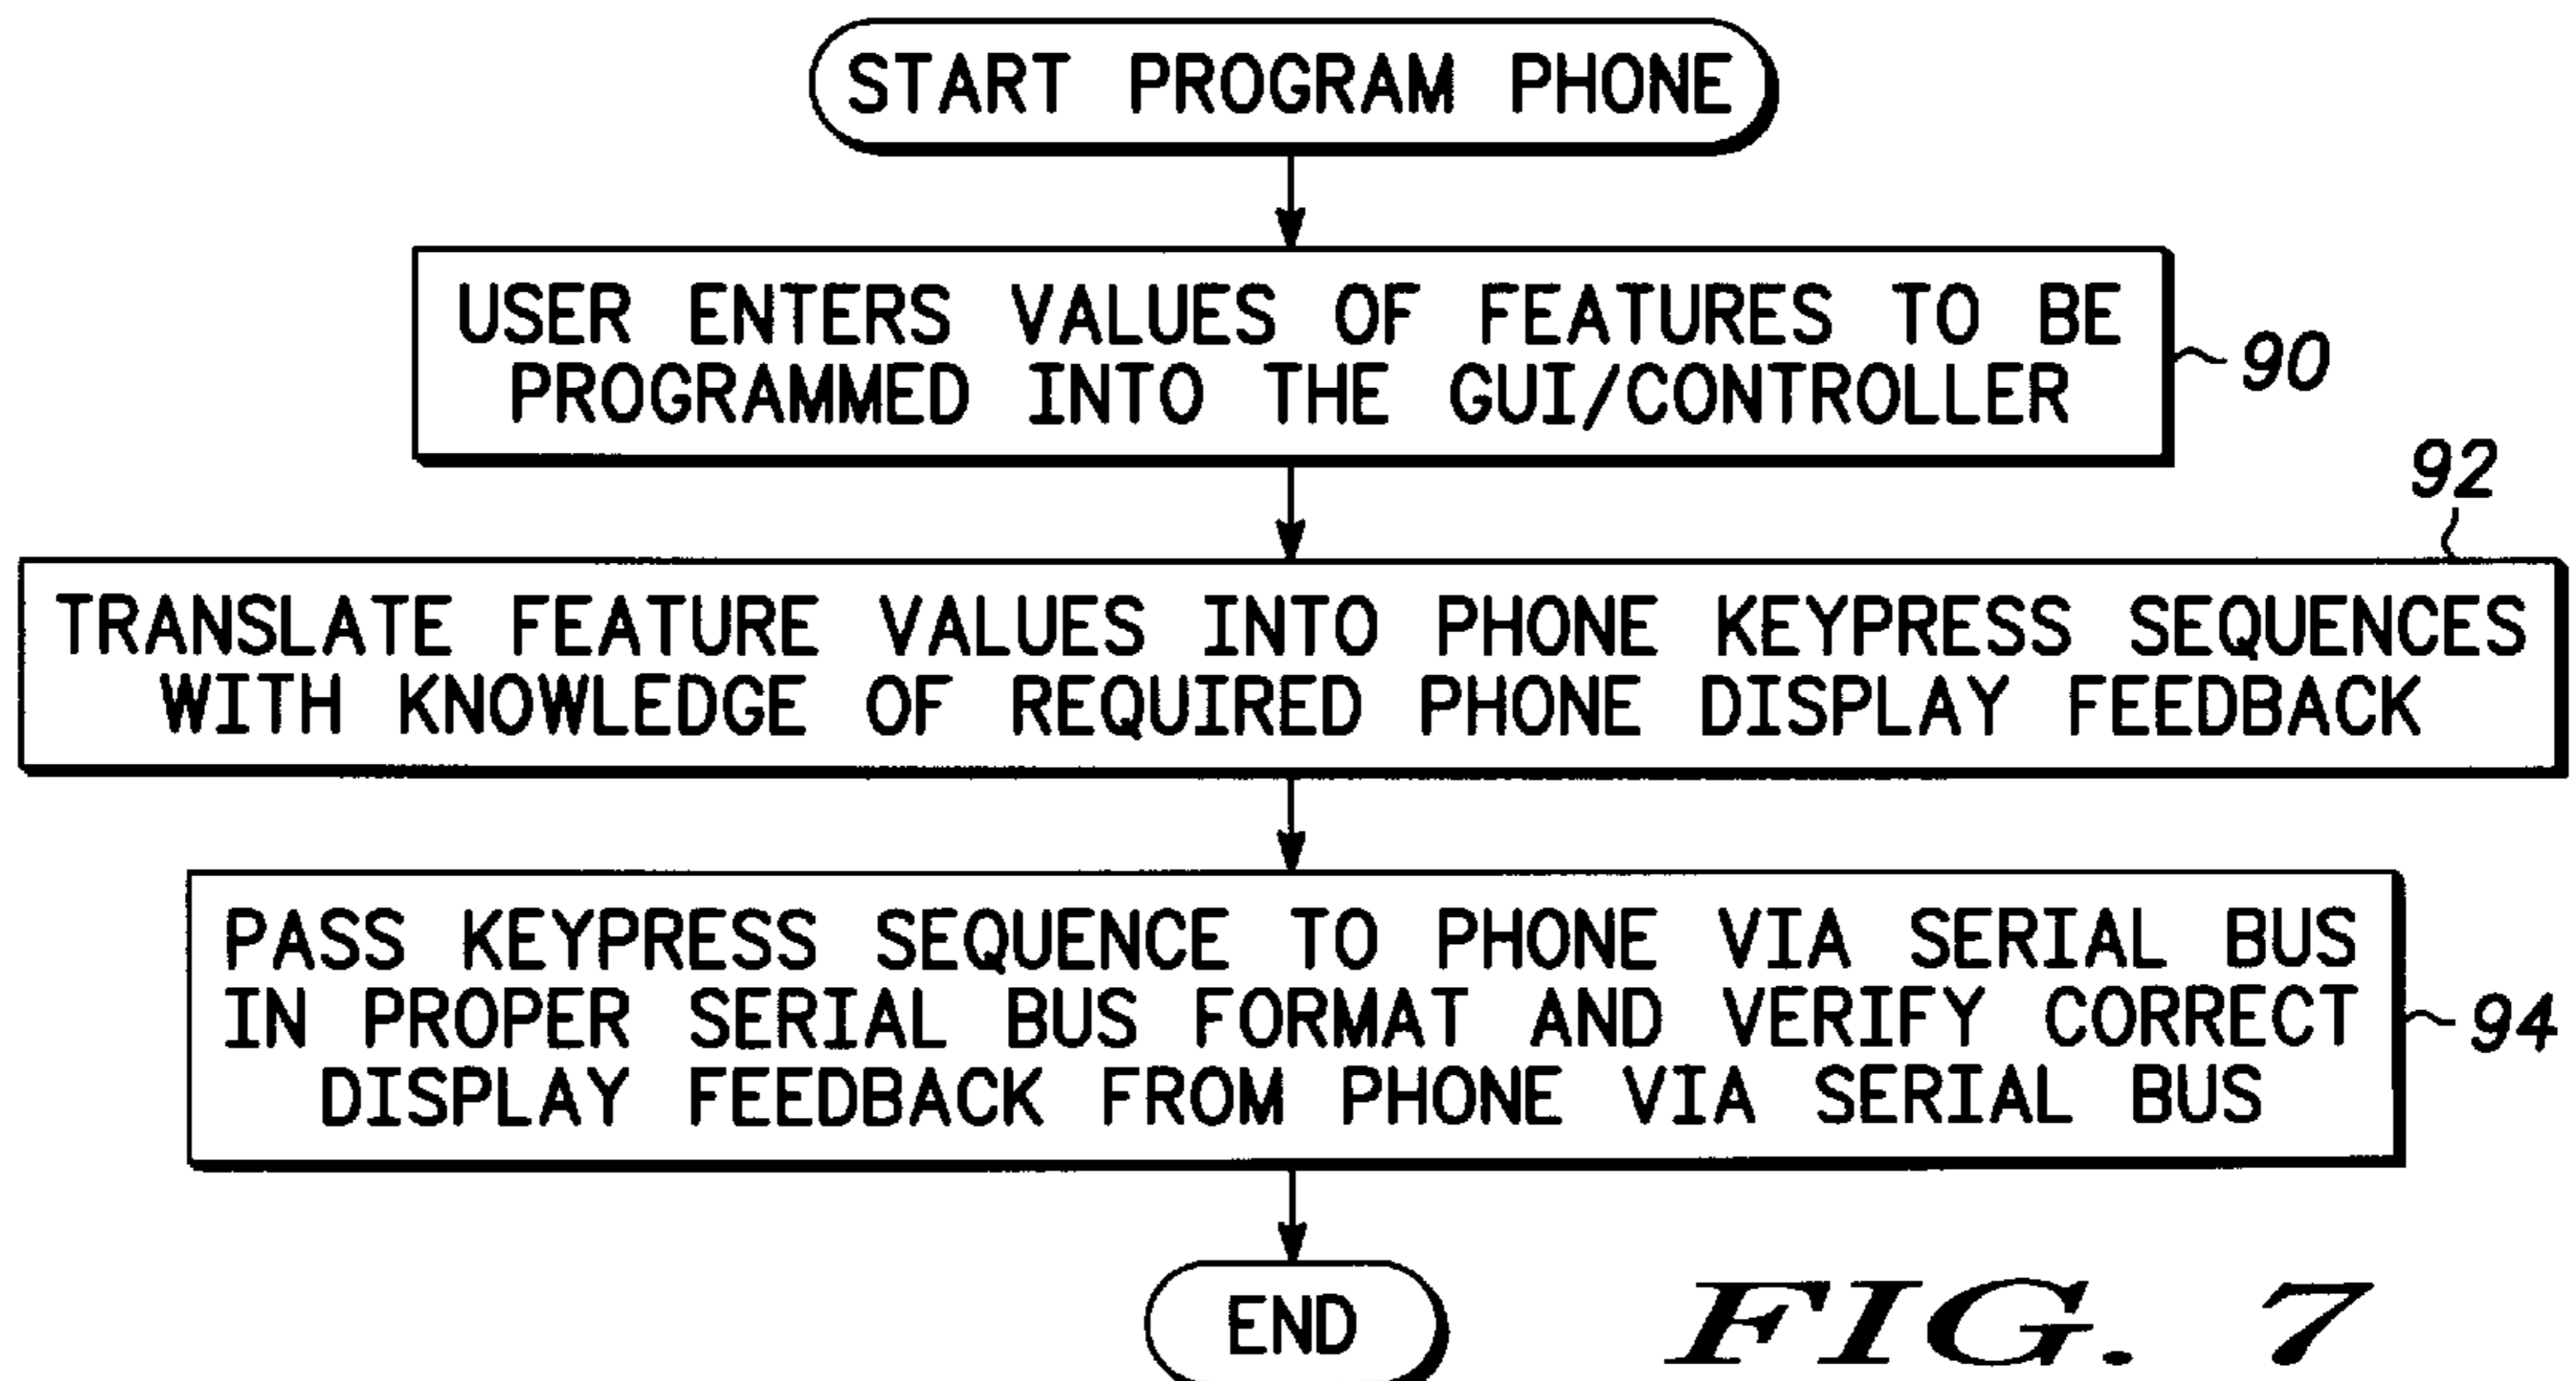 START PROGRAM PHONE
USER ENTERS VALUES OF FEATURES TO BE
PROGRAMMED INTO THE GUI/CONTROLLER
90
92
TRANSLATE FEATURE VALUES INTO PHONE KEYPRESS SEQUENCES
WITH KNOWLEDGE OF REQUIRED PHONE DISPLAY FEEDBACK
PASS KEYPRESS SEQUENCE TO PHONE VIA SERIAL BUS
IN PROPER SERIAL BUS FORMAT AND VERIFY CORRECT
DISPLAY FEEDBACK FROM PHONE VIA SERIAL BUS
94
END
FIG. 7